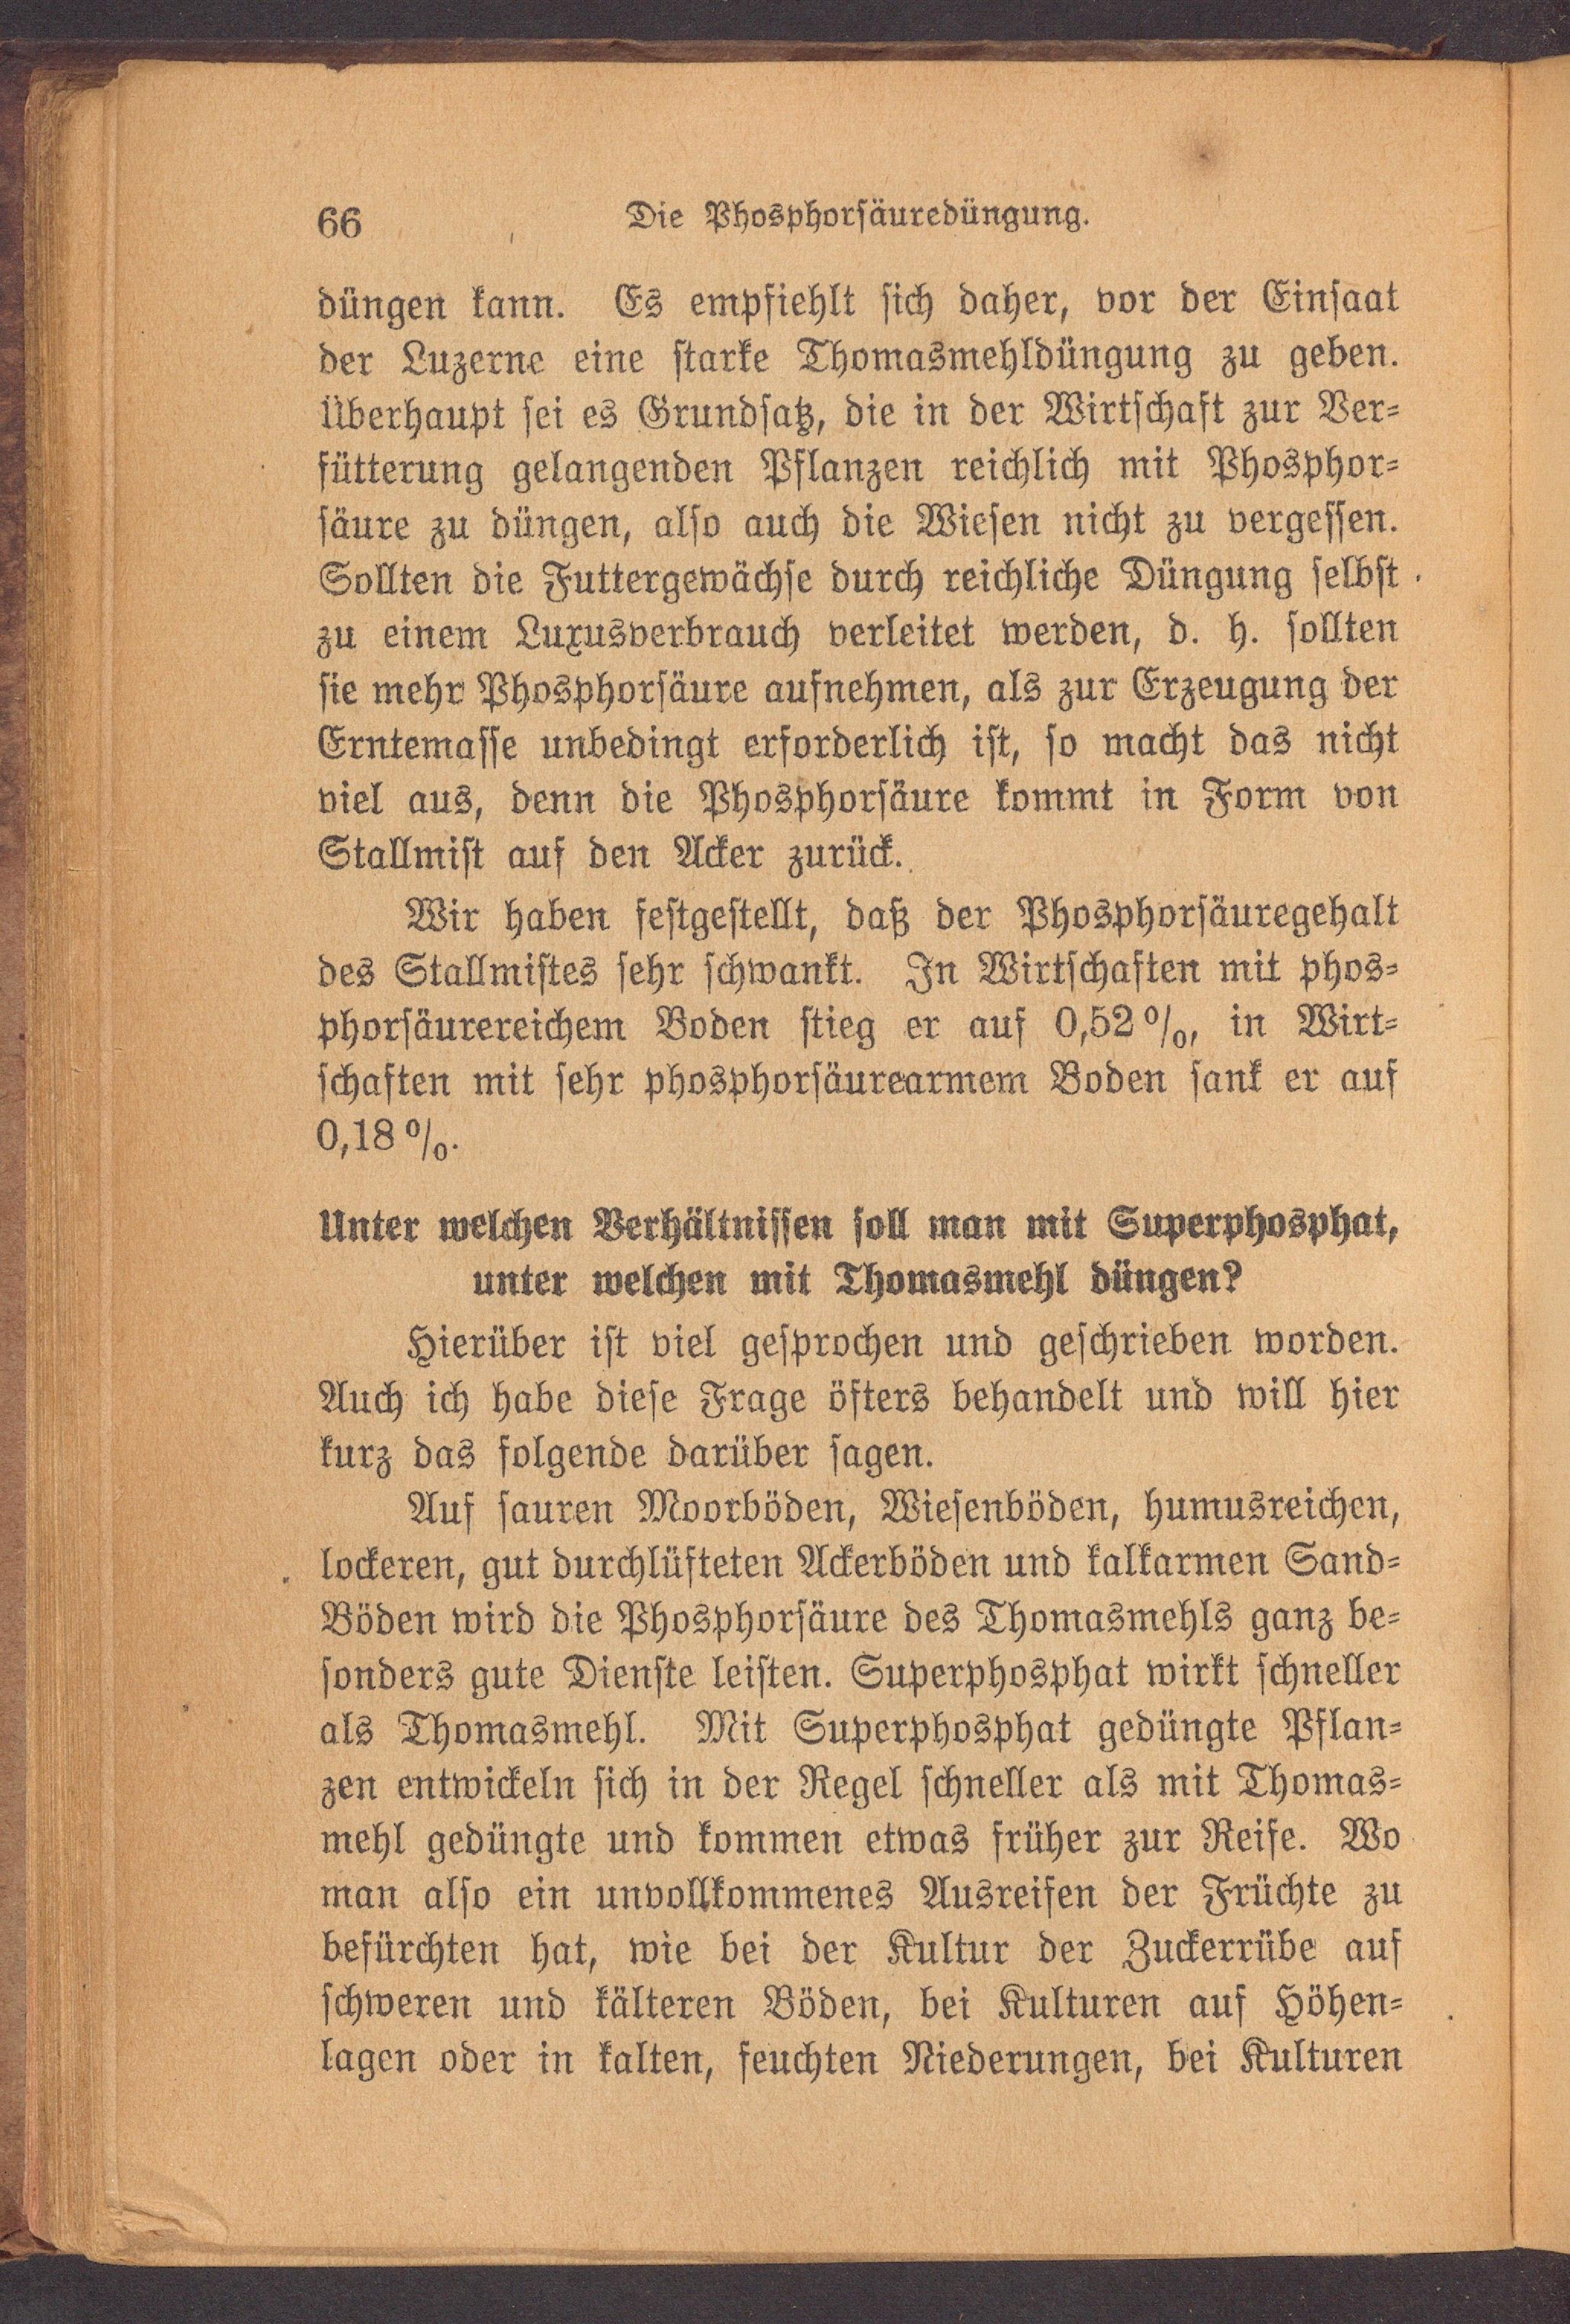 66
Die Phosphorsäuredüngung.
düngen kann. Es empfiehlt sich daher, vor der Einsaat
der Luzerne eine starke Thomasmehldüngung zu geben.
Überhaupt sei es Grundsatz, die in der Wirtschaft zur Ver-
fütterung gelangenden Pflanzen reichlich mit Phosphor-
säure zu düngen, also auch die Wiesen nicht zu vergessen.
Sollten die Futtergewächse durch reichliche Düngung selbst
zu einem Luxusverbrauch verleitet werden, d. h. sollten
sie mehr Phosphorsäure aufnehmen, als zur Erzeugung der
Erntemasse unbedingt erforderlich ist, so macht das nicht
viel aus, denn die Phosphorsäure kommt in Form von
Stallmist auf den Acker zurück.
Wir haben festgestellt, daß der Phosphorsäuregehalt
des Stallmistes sehr schwankt. In Wirtschaften mit phos-
phorsäurereichem Boden stieg er auf 0,52 %, in Wirt-
schaften mit sehr phosphorsäurearmem Boden sank er auf
0,18 %.
Unter welchen Verhältnissen soll man mit Superphosphat,
unter welchen mit Thomasmehl düngen?
Hierüber ist viel gesprochen und geschrieben worden.
Auch ich habe diese Frage öfters behandelt und will hier
kurz das folgende darüber sagen.
Auf sauren Moorböden, Wiesenböden, humusreichen,
lockeren, gut durchlüfteten Ackerböden und kalkarmen Sand-
Böden wird die Phosphorsäure des Thomasmehls ganz be-
sonders gute Dienste leisten. Superphosphat wirkt schneller
als Thomasmehl. Mit Superphosphat gedüngte Pflan-
zen entwickeln sich in der Regel schneller als mit Thomas-
mehl gedüngte und kommen etwas früher zur Reife. Wo
man also ein unvollkommenes Ausreifen der Früchte zu
befürchten hat, wie bei der Kultur der Zuckerrübe auf
schweren und kälteren Böden, bei Kulturen auf Höhen-
lagen oder in kalten, feuchten Niederungen, bei Kulturen